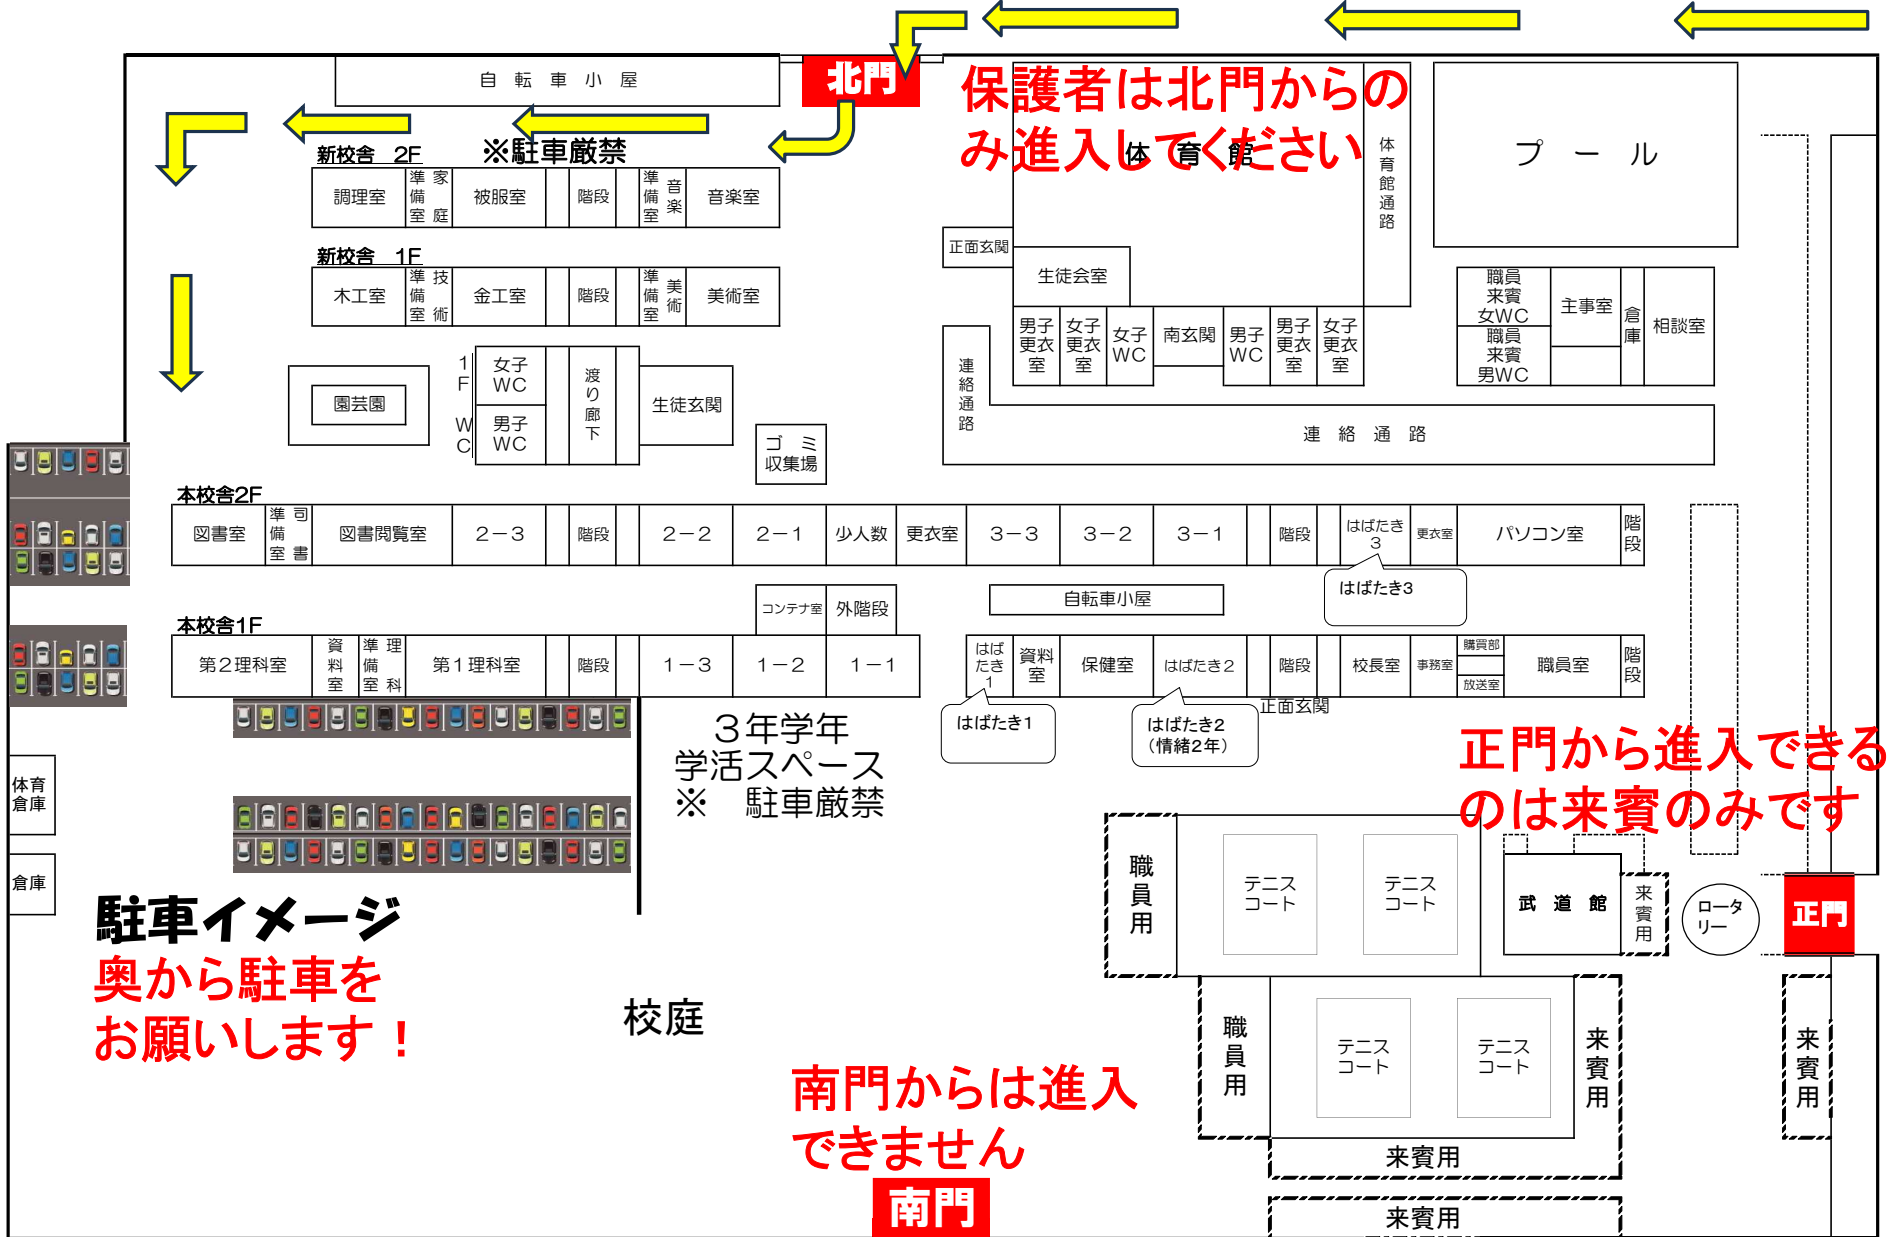 北門
保護者は北門からの
み進入してください
自転車小屋
※駐車厳禁
体育館
体育館通路
プール
新校舎 2F
調理室
家庭
準備室
被服室
階段
音楽
準備室
音楽室
正面玄関
新校舎 1F
木工室
技術
準備室
金工室
階段
美術
準備室
美術室
生徒会室
男子
更衣
室
女子
更衣
室
女子
WC
南玄関
男子
WC
男子
更衣
室
女子
更衣
室
職員
来賓
女WC
職員
来賓
男WC
主事室
倉庫
相談室
園芸園
1F WC
女子
WC
男子
WC
渡り廊下
生徒玄関
ゴミ
収集場
連絡通路
連絡通路
本校舎2F
図書室
司書
準備室
図書閲覧室
2-3
階段
2-2
2-1
少人数
更衣室
3-3
3-2
3-1
階段
はばたき
3
更衣室
パソコン室
階段
はばたき3
コンテナ室
外階段
自転車小屋
本校舎1F
第2理科室
資料室
理科
準備室
第1理科室
階段
1-3
1-2
1-1
はば
たき
1
資料
室
保健室
はばたき2
階段
校長室
事務室
購買部
放送室
職員室
階段
正面玄関
はばたき1
はばたき2
(情緒2年)
3年学年
学活スペース
※ 駐車厳禁
正門から進入できる
のは来賓のみです
体育
倉庫
倉庫
職員用
テニス
コート
テニス
コート
武道館
来賓用
ロータ
リー
正門
駐車イメージ
奥から駐車を
お願いします!
校庭
職員用
テニス
コート
テニス
コート
来賓用
来賓用
南門からは進入
できません
南門
来賓用
来賓用